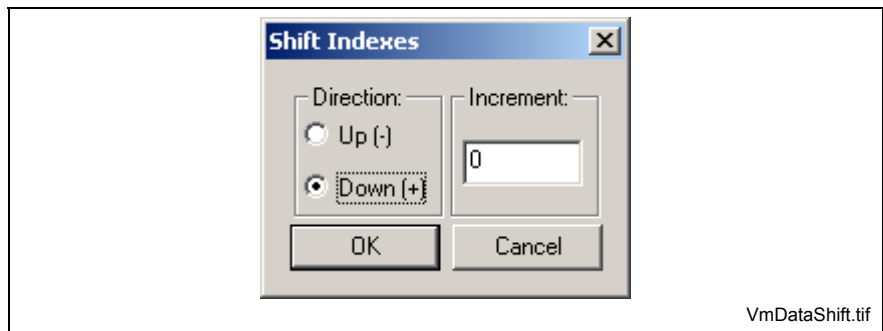 Shift Indexes
Direction: Increment:
Up (-)
0
Down (+)
OK Cancel
VmDataShift.tif